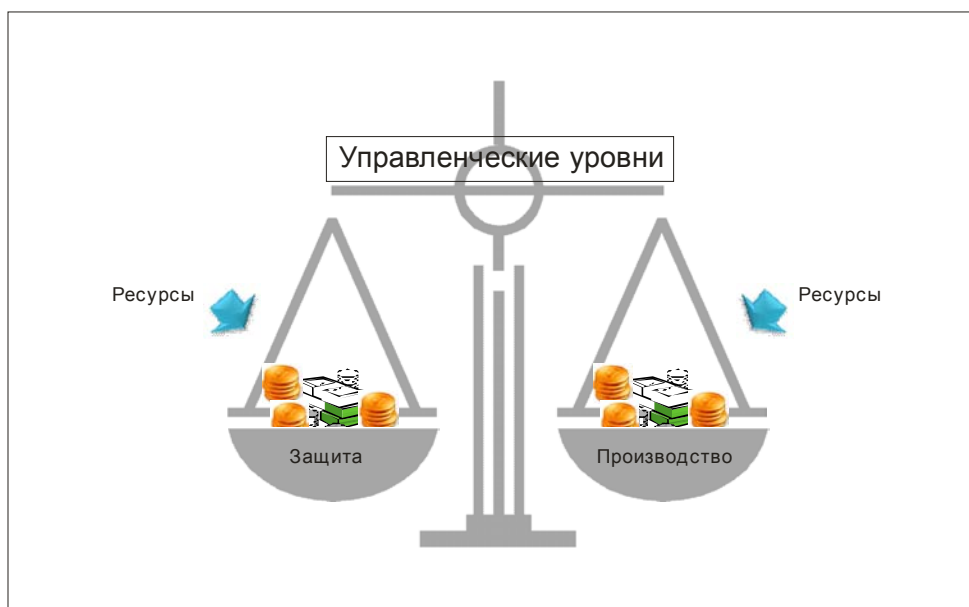 Управленческие уровни
Ресурсы
Ресурсы
Защита
Производство